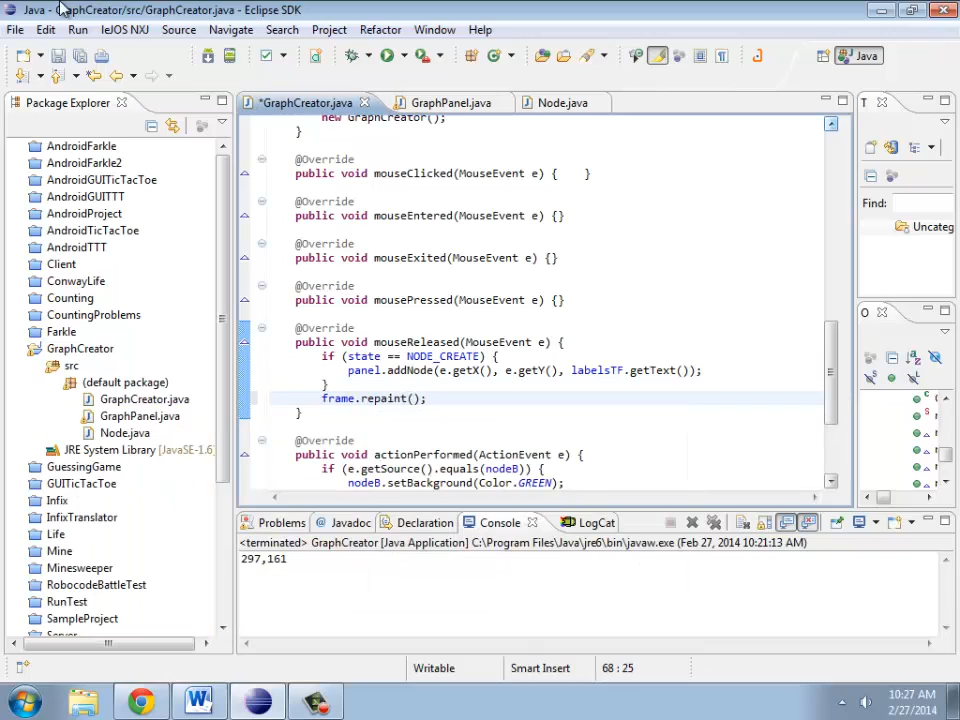 Java - GraphCreator/src/GraphCreator.java - Eclipse SDK
File Edit Run LeJOS NXJ Source Navigate Search Project Refactor Window Help
Java
Package Explorer
*GraphCreator.java
GraphPanel.java
Node.java
T
AndroidFarkle
AndroidFarkle2
AndroidGUITicTacToe
AndroidGUITTT
AndroidProject
AndroidTicTacToe
AndroidTTT
Client
ConwayLife
Counting
CountingProblems
Farkle
GraphCreator
src
(default package)
GraphCreator.java
GraphPanel.java
Node.java
JRE System Library [JavaSE-1.6
GuessingGame
GUITicTacToe
Infix
InfixTranslator
Life
Mine
Minesweeper
RobocodeBattleTest
RunTest
SampleProject
Server
new GraphCreator();
}
@Override
public void mouseClicked(MouseEvent e) { }
@Override
public void mouseEntered(MouseEvent e) {}
@Override
public void mouseExited(MouseEvent e) {}
@Override
public void mousePressed(MouseEvent e) {}
@Override
public void mouseReleased(MouseEvent e) {
if (state == NODE_CREATE) {
panel.addNode(e.getX(), e.getY(), labelsTF.getText());
}
frame.repaint();
}
@Override
public void actionPerformed(ActionEvent e) {
if (e.getSource().equals(nodeB)) {
nodeB.setBackground(Color.GREEN);
Find:
Uncateg
O
Problems
Javadoc
Declaration
Console
LogCat
<terminated> GraphCreator [Java Application] C:\Program Files\Java\jre6\bin\javaw.exe (Feb 27, 2014 10:21:13 AM)
297,161
Writable
Smart Insert
68 : 25
10:27 AM
2/27/2014